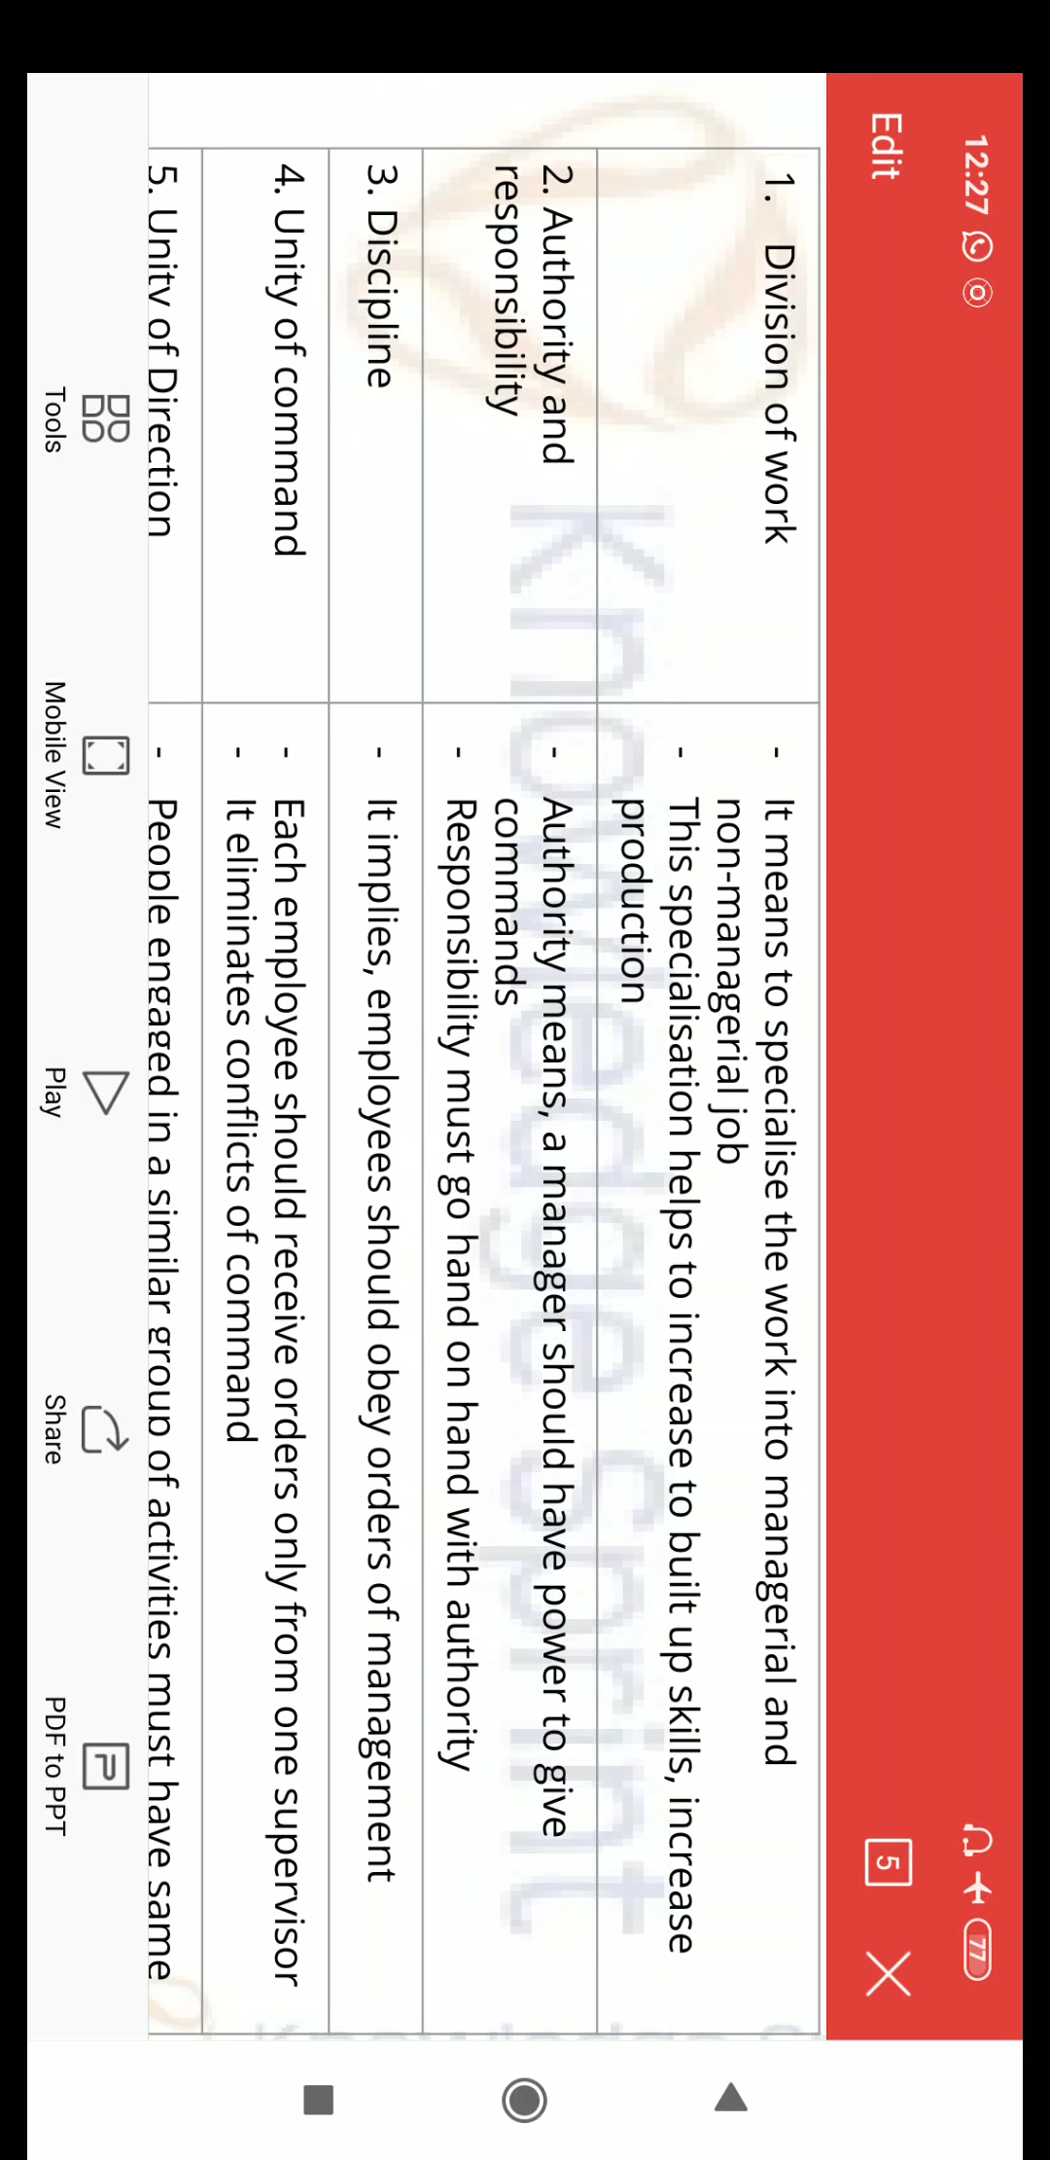 12:27
77
Edit
5
1. Division of work
- It means to specialise the work into managerial and
non-managerial job
- This specialisation helps to increase to built up skills, increase
production
2. Authority and
responsibility
- Authority means, a manager should have power to give
commands
- Responsibility must go hand on hand with authority
3. Discipline
- It implies, employees should obey orders of management
4. Unity of command
- Each employee should receive orders only from one supervisor
- It eliminates conflicts of command
5. Unity of Direction
- People engaged in a similar group of activities must have same
Knowledge Sprint
Tools
Mobile View
Play
Share
PDF to PPT